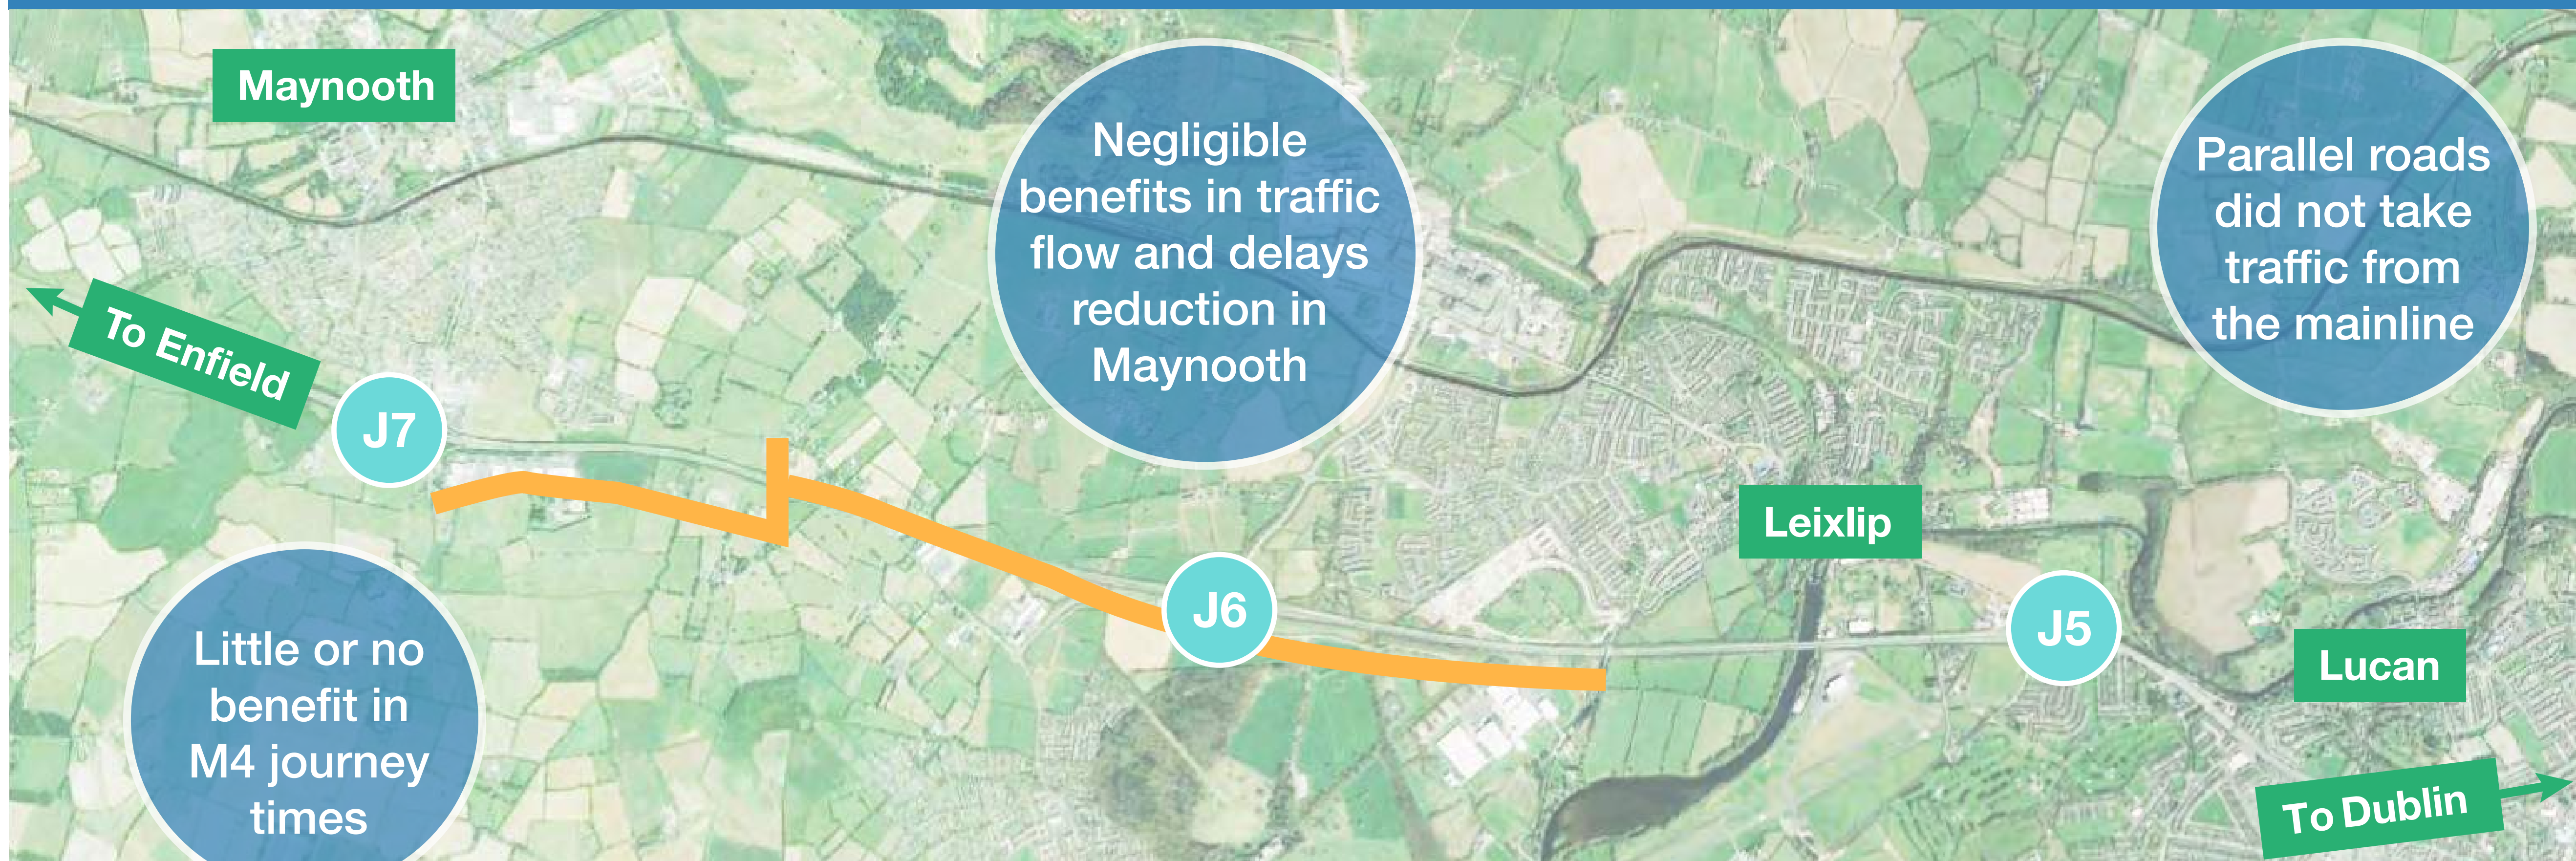 Maynooth
Negligible
benefits in traffic
flow and delays
reduction in
Maynooth
Parallel roads
did not take
traffic from
the mainline
To Enfield
J7
Leixlip
J6
J5
Little or no
benefit in
M4 journey
times
Lucan
To Dublin